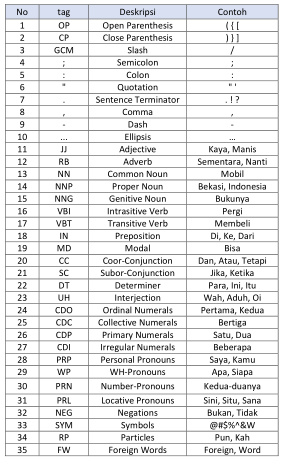 No tag Deskripsi Contoh
1 OP Open Parenthesis ( { [
2 CP Close Parenthesis ) } ]
3 GCM Slash /
4 ; Semicolon ;
5 : Colon :
6 " Quotation " '
7 . Sentence Terminator . ! ?
8 , Comma ,
9 - Dash -
10 ... Ellipsis ...
11 JJ Adjective Kaya, Manis
12 RB Adverb Sementara, Nanti
13 NN Common Noun Mobil
14 NNP Proper Noun Bekasi, Indonesia
15 NNG Genitive Noun Bukunya
16 VBI Intrasitive Verb Pergi
17 VBT Transitive Verb Membeli
18 IN Preposition Di, Ke, Dari
19 MD Modal Bisa
20 CC Coor-Conjunction Dan, Atau, Tetapi
21 SC Subor-Conjunction Jika, Ketika
22 DT Determiner Para, Ini, Itu
23 UH Interjection Wah, Aduh, Oi
24 CDO Ordinal Numerals Pertama, Kedua
25 CDC Collective Numerals Bertiga
26 CDP Primary Numerals Satu, Dua
27 CDI Irregular Numerals Beberapa
28 PRP Personal Pronouns Saya, Kamu
29 WP WH-Pronouns Apa, Siapa
30 PRN Number-Pronouns Kedua-duanya
31 PRL Locative Pronouns Sini, Situ, Sana
32 NEG Negations Bukan, Tidak
33 SYM Symbols @#$%^&W
34 RP Particles Pun, Kah
35 FW Foreign Words Foreign, Word